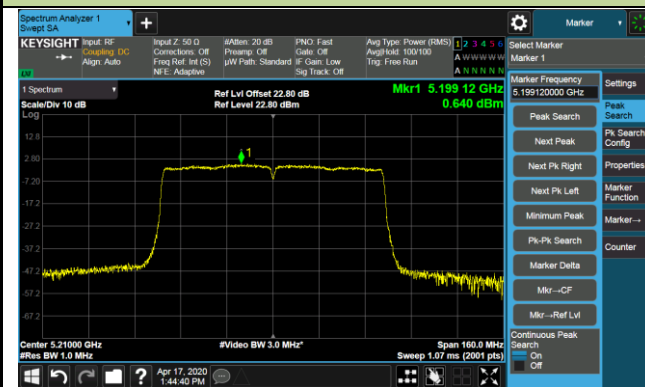 Spectrum Analyzer 1
Swept SA
Marker
KEYSIGHT Input: RF
Coupling: DC
Align: Auto
Input Z: 50 Ω
Corrections: Off
Freq Ref: Int (S)
NFE: Adaptive
#Atten: 20 dB
Preamp: Off
µW Path: Standard
PNO: Fast
Gate: Off
IF Gain: Low
Sig Track: Off
Avg Type: Power (RMS)
Avg|Hold: 100/100
Trig: Free Run
1 2 3 4 5 6
A W W W W W
A N N N N N
Select Marker
Marker 1
1 Spectrum
Scale/Div 10 dB
Log
Ref Lvl Offset 22.80 dB
Ref Level 22.80 dBm
Mkr1 5.199 12 GHz
0.640 dBm
12.8
2.80
-7.20
-17.2
-27.2
-37.2
-47.2
-57.2
-67.2
1
Center 5.21000 GHz
#Res BW 1.0 MHz
#Video BW 3.0 MHz*
Span 160.0 MHz
Sweep 1.07 ms (2001 pts)
Marker Frequency
5.199120000 GHz
Peak Search
Next Peak
Next Pk Right
Next Pk Left
Minimum Peak
Pk-Pk Search
Marker Delta
Mkr→CF
Mkr→Ref Lvl
Continuous Peak
Search
On
Off
Settings
Peak
Search
Pk Search
Config
Properties
Marker
Function
Marker→
Counter
?
Apr 17, 2020
1:44:40 PM